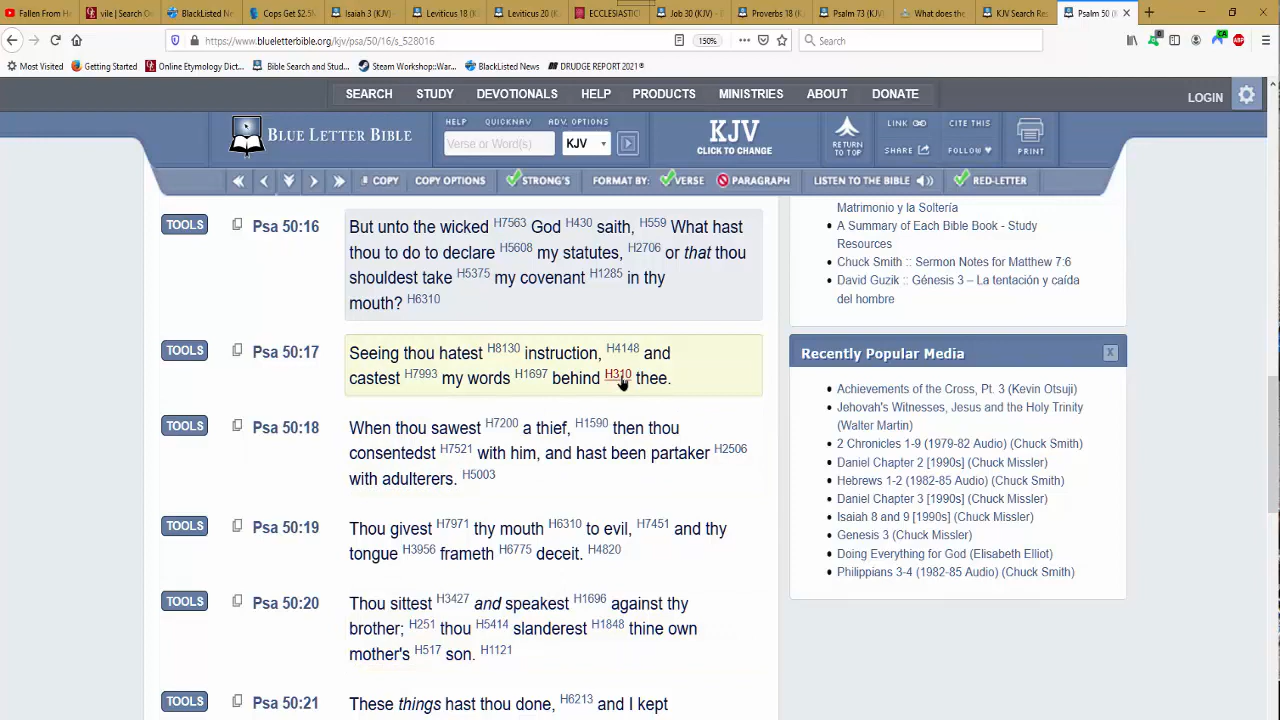 Fallen From H
vile | Search
BlackListed Ne
Cops Get $2.5M
Isaiah 3 (KJV) -
Leviticus 18 (
Leviticus 20 (
ECCLESIASTIC
Job 30 (KJV) -
Proverbs 18 (K
Psalm 73 (KJV
What does the
KJV Search Res
Psalm 50 (
https://www.blueletterbible.org/kjv/psa/50/16/s_528016
150%
Search
Most Visited
Getting Started
Online Etymology Dict...
Bible Search and Stud...
Steam Workshop::War...
BlackListed News
DRUDGE REPORT 2021®
SEARCH STUDY DEVOTIONALS HELP PRODUCTS MINISTRIES ABOUT DONATE
LOGIN
BLUE LETTER BIBLE
HELP QUICKNAV ADV. OPTIONS
Verse or Word(s)
KJV
KJV
CLICK TO CHANGE
RETURN
TO TOP
LINK
CITE THIS
SHARE
FOLLOW
PRINT
COPY COPY OPTIONS STRONG'S FORMAT BY: VERSE PARAGRAPH LISTEN TO THE BIBLE RED-LETTER
TOOLS Psa 50:16 But unto the wicked H7563 God H430 saith, H559 What hast
thou to do to declare H5608 my statutes, H2706 or that thou
shouldest take H5375 my covenant H1285 in thy
mouth? H6310
TOOLS Psa 50:17 Seeing thou hatest H8130 instruction, H4148 and
castest H7993 my words H1697 behind H310 thee.
TOOLS Psa 50:18 When thou sawest H7200 a thief, H1590 then thou
consentedst H7521 with him, and hast been partaker H2506
with adulterers. H5003
TOOLS Psa 50:19 Thou givest H7971 thy mouth H6310 to evil, H7451 and thy
tongue H3956 frameth H6775 deceit. H4820
TOOLS Psa 50:20 Thou sittest H3427 and speakest H1696 against thy
brother; H251 thou H5414 slanderest H1848 thine own
mother's H517 son. H1121
TOOLS Psa 50:21 These things hast thou done, H6213 and I kept
Matrimonio y la Soltería
A Summary of Each Bible Book - Study
Resources
Chuck Smith :: Sermon Notes for Matthew 7:6
David Guzik :: Génesis 3 – La tentación y caída
del hombre
Recently Popular Media
X
Achievements of the Cross, Pt. 3 (Kevin Otsuji)
Jehovah's Witnesses, Jesus and the Holy Trinity
(Walter Martin)
2 Chronicles 1-9 (1979-82 Audio) (Chuck Smith)
Daniel Chapter 2 [1990s] (Chuck Missler)
Hebrews 1-2 (1982-85 Audio) (Chuck Smith)
Daniel Chapter 3 [1990s] (Chuck Missler)
Isaiah 8 and 9 [1990s] (Chuck Missler)
Genesis 3 (Chuck Missler)
Doing Everything for God (Elisabeth Elliot)
Philippians 3-4 (1982-85 Audio) (Chuck Smith)